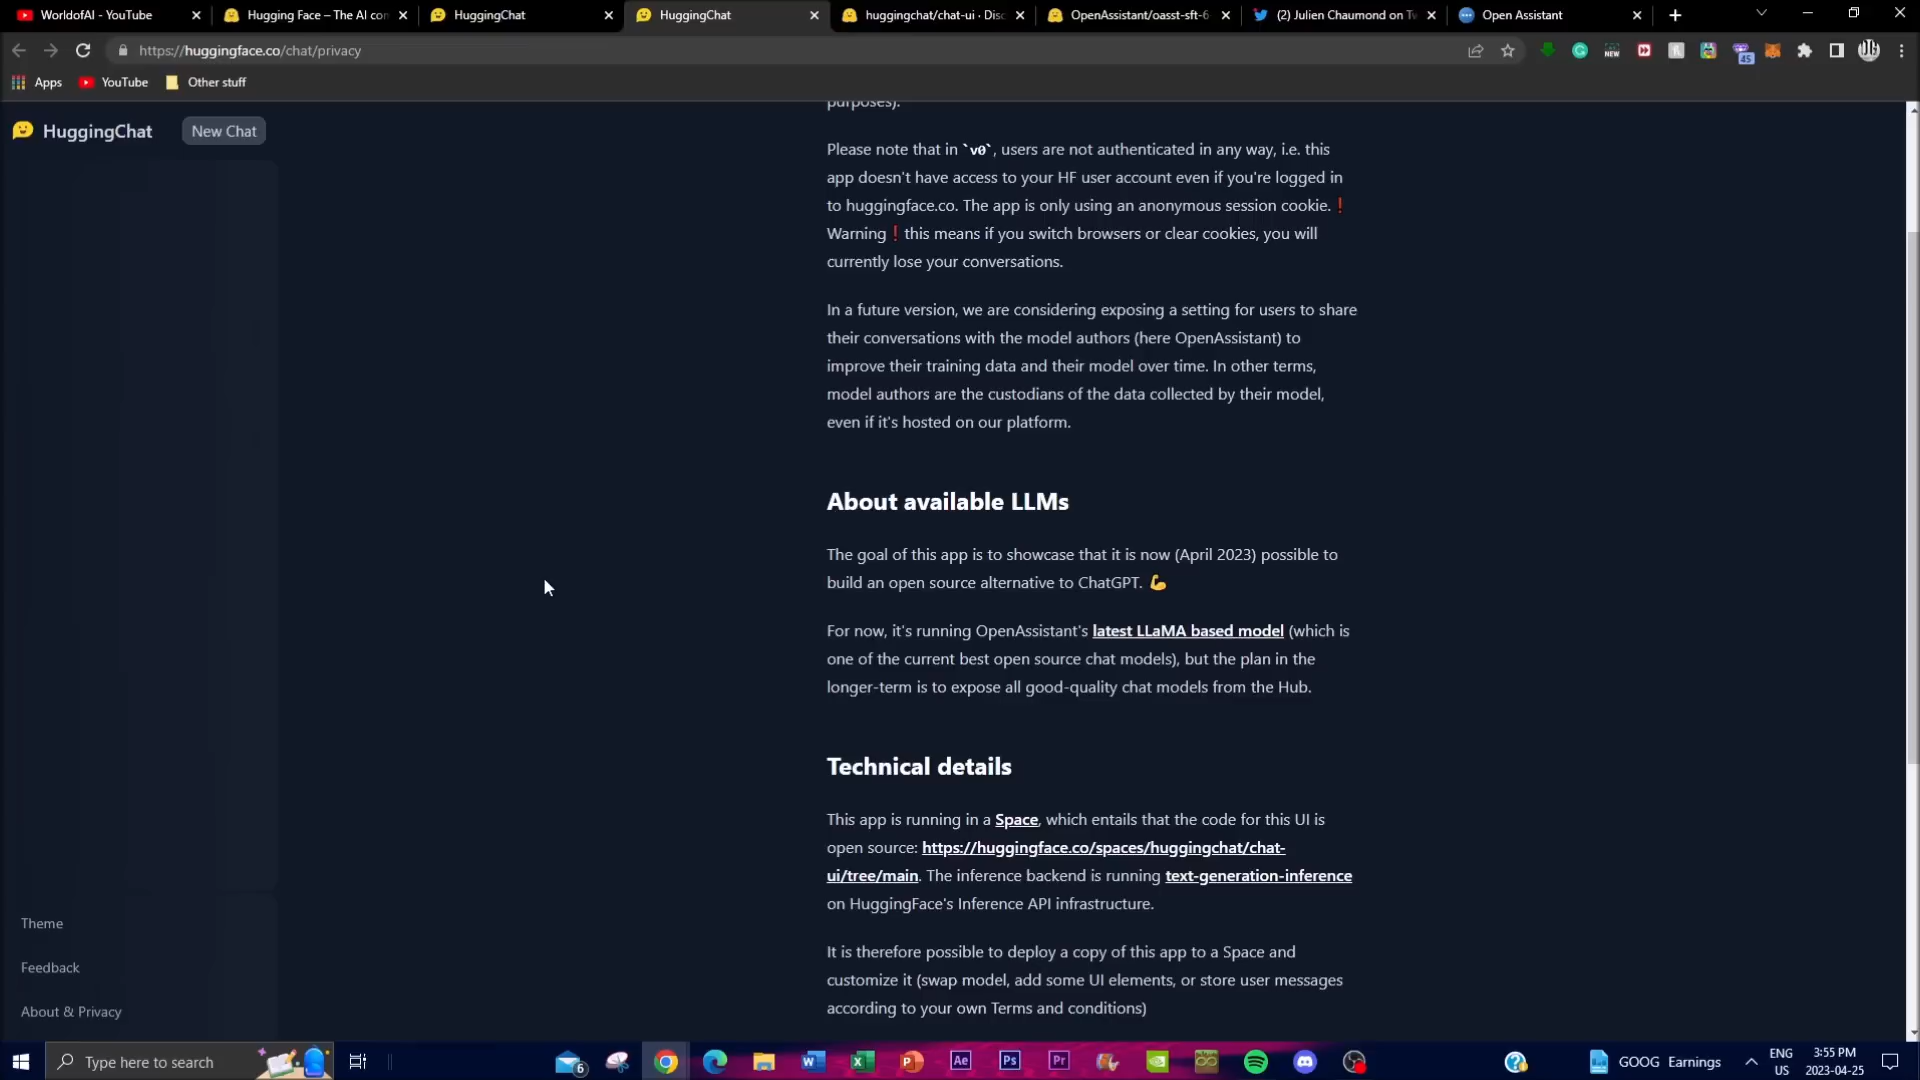 WorldofAI - YouTube
Hugging Face – The AI con
HuggingChat
HuggingChat
huggingchat/chat-ui · Disc
OpenAssistant/oasst-sft-6
(2) Julien Chaumond on Tw
Open Assistant
https://huggingface.co/chat/privacy
NEW
45
Apps
YouTube
Other stuff
HuggingChat
New Chat
purposes).
Please note that in `v0`, users are not authenticated in any way, i.e. this
app doesn't have access to your HF user account even if you're logged in
to huggingface.co. The app is only using an anonymous session cookie. ❗
Warning ❗ this means if you switch browsers or clear cookies, you will
currently lose your conversations.
In a future version, we are considering exposing a setting for users to share
their conversations with the model authors (here OpenAssistant) to
improve their training data and their model over time. In other terms,
model authors are the custodians of the data collected by their model,
even if it's hosted on our platform.
About available LLMs
The goal of this app is to showcase that it is now (April 2023) possible to
build an open source alternative to ChatGPT. 💪
For now, it's running OpenAssistant's latest LLaMA based model (which is
one of the current best open source chat models), but the plan in the
longer-term is to expose all good-quality chat models from the Hub.
Technical details
This app is running in a Space, which entails that the code for this UI is
open source: https://huggingface.co/spaces/huggingchat/chat-
ui/tree/main. The inference backend is running text-generation-inference
on HuggingFace's Inference API infrastructure.
It is therefore possible to deploy a copy of this app to a Space and
customize it (swap model, add some UI elements, or store user messages
according to your own Terms and conditions)
Theme
Feedback
About & Privacy
Type here to search
6
W
X
P
Ae
Ps
Pr
GOOG Earnings
ENG
US
3:55 PM
2023-04-25